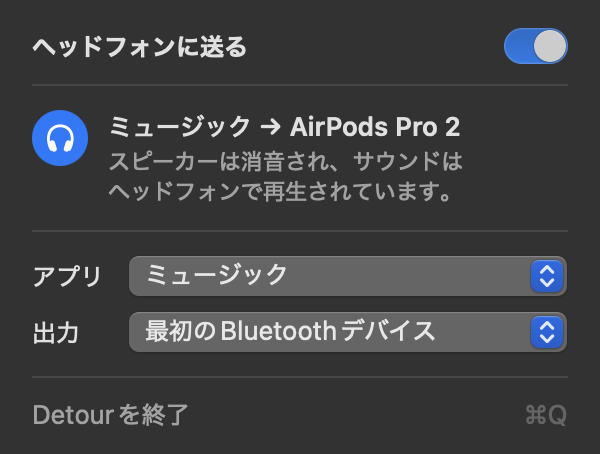 ヘッドフォンに送る
ミュージック → AirPods Pro 2
スピーカーは消音され、サウンドは
ヘッドフォンで再生されています。
アプリ ミュージック
出力 最初のBluetoothデバイス
Detourを終了 ⌘Q